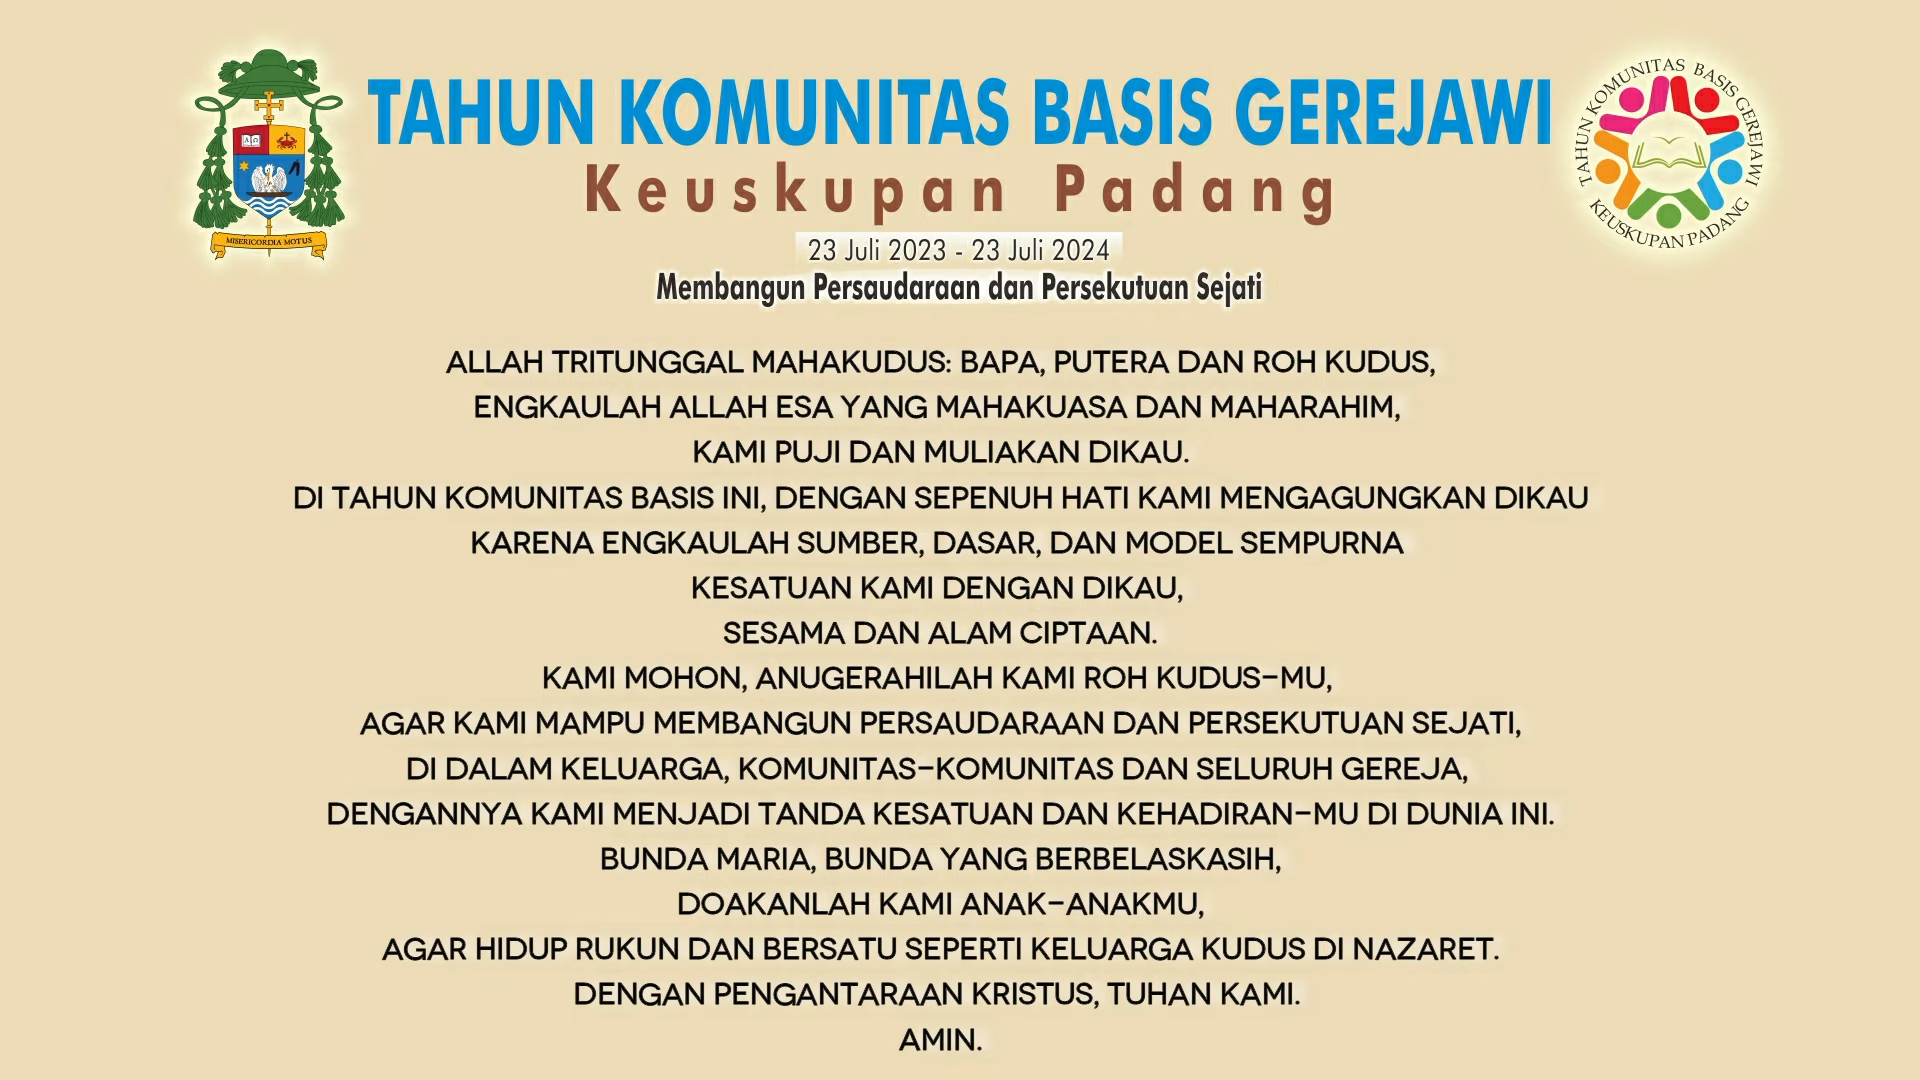 TAHUN KOMUNITAS BASIS GEREJAWI
Keuskupan Padang
23 Juli 2023 - 23 Juli 2024
Membangun Persaudaraan dan Persekutuan Sejati
MISERICORDIA MOTUS
TAHUN KOMUNITAS BASIS GEREJAWI
KEUSKUPAN PADANG
ALLAH TRITUNGGAL MAHAKUDUS: BAPA, PUTERA DAN ROH KUDUS,
ENGKAULAH ALLAH ESA YANG MAHAKUASA DAN MAHARAHIM,
KAMI PUJI DAN MULIAKAN DIKAU.
DI TAHUN KOMUNITAS BASIS INI, DENGAN SEPENUH HATI KAMI MENGAGUNGKAN DIKAU
KARENA ENGKAULAH SUMBER, DASAR, DAN MODEL SEMPURNA
KESATUAN KAMI DENGAN DIKAU,
SESAMA DAN ALAM CIPTAAN.
KAMI MOHON, ANUGERAHILAH KAMI ROH KUDUS-MU,
AGAR KAMI MAMPU MEMBANGUN PERSAUDARAAN DAN PERSEKUTUAN SEJATI,
DI DALAM KELUARGA, KOMUNITAS-KOMUNITAS DAN SELURUH GEREJA,
DENGANNYA KAMI MENJADI TANDA KESATUAN DAN KEHADIRAN-MU DI DUNIA INI.
BUNDA MARIA, BUNDA YANG BERBELASKASIH,
DOAKANLAH KAMI ANAK-ANAKMU,
AGAR HIDUP RUKUN DAN BERSATU SEPERTI KELUARGA KUDUS DI NAZARET.
DENGAN PENGANTARAAN KRISTUS, TUHAN KAMI.
AMIN.